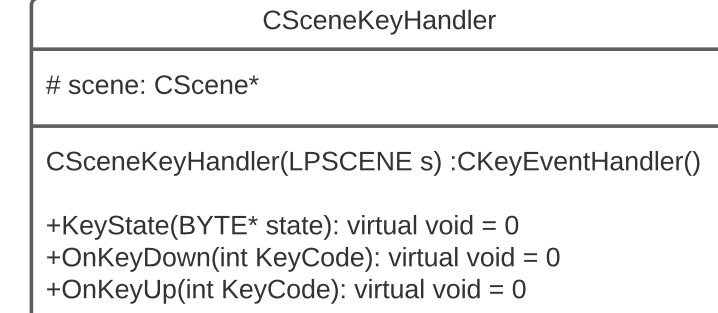 CSceneKeyHandler
# scene: CScene*
CSceneKeyHandler(LPSCENE s) :CKeyEventHandler()
+KeyState(BYTE* state): virtual void = 0
+OnKeyDown(int KeyCode): virtual void = 0
+OnKeyUp(int KeyCode): virtual void = 0